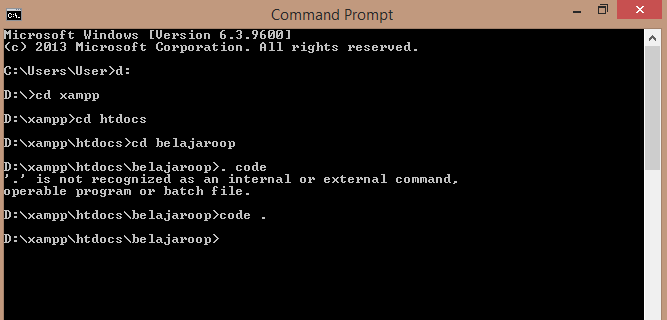 Command Prompt
Microsoft Windows [Version 6.3.9600]
(c) 2013 Microsoft Corporation. All rights reserved.
C:\Users\User>d:
D:\>cd xampp
D:\xampp>cd htdocs
D:\xampp\htdocs>cd belajaroop
D:\xampp\htdocs\belajaroop>. code
'.' is not recognized as an internal or external command,
operable program or batch file.
D:\xampp\htdocs\belajaroop>code .
D:\xampp\htdocs\belajaroop>